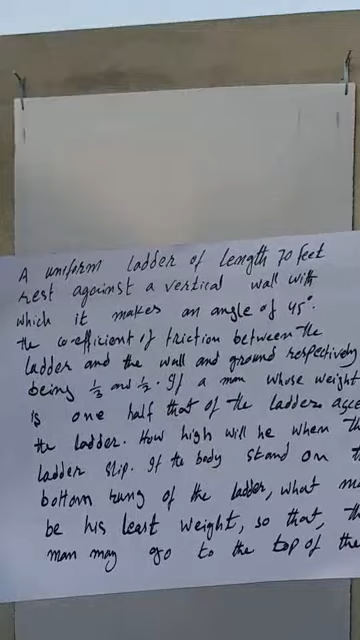 A uniform ladder of length 70 feet
rest against a vertical wall with
which it makes an angle of 45°.
the coefficient of friction between the
ladder and the wall and ground respectively
being 1/3 and 1/2. If a man whose weight
is one half that of the ladder asce
the ladder. How high will he when th
ladder slip. If the body stand on t
bottom rung of the ladder, what m
be his least weight, so that, th
man may go to the top of the